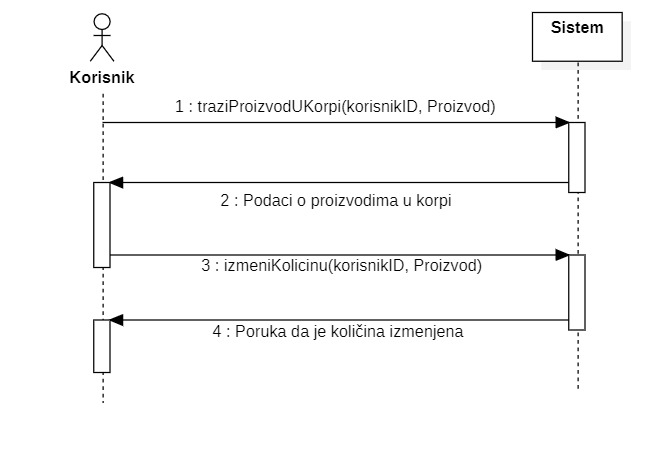 Korisnik
Sistem
1 : traziProizvodUKorpi(korisnikID, Proizvod)
2 : Podaci o proizvodima u korpi
3 : izmeniKolicinu(korisnikID, Proizvod)
4 : Poruka da je količina izmenjena